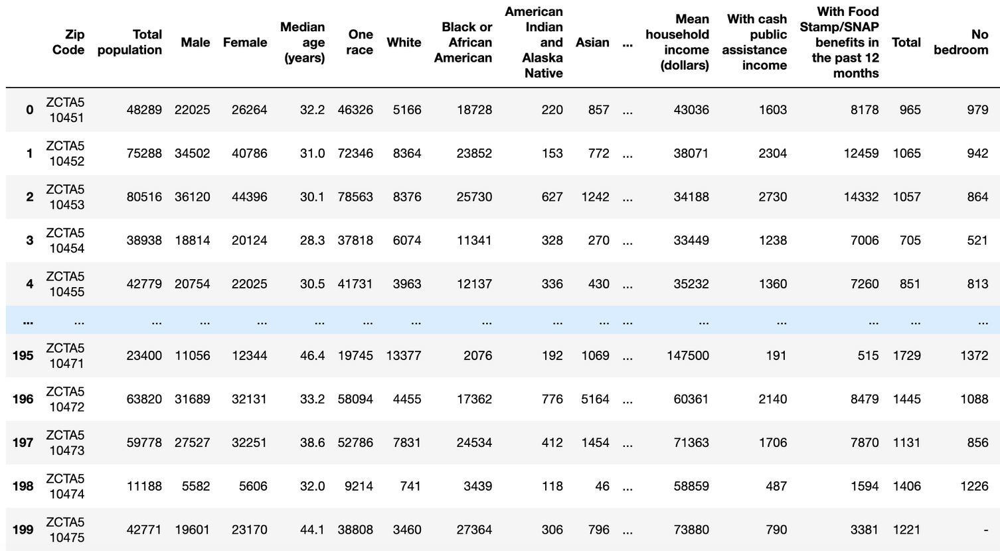 Zip Code Total population Male Female Median age (years) One race White Black or African American American Indian and Alaska Native Asian ... Mean household income (dollars) With cash public assistance income With Food Stamp/SNAP benefits in the past 12 months Total No bedroom
0 ZCTA5 10451 48289 22025 26264 32.2 46326 5166 18728 220 857 ... 43036 1603 8178 965 979
1 ZCTA5 10452 75288 34502 40786 31.0 72346 8364 23852 153 772 ... 38071 2304 12459 1065 942
2 ZCTA5 10453 80516 36120 44396 30.1 78563 8376 25730 627 1242 ... 34188 2730 14332 1057 864
3 ZCTA5 10454 38938 18814 20124 28.3 37818 6074 11341 328 270 ... 33449 1238 7006 705 521
4 ZCTA5 10455 42779 20754 22025 30.5 41731 3963 12137 336 430 ... 35232 1360 7260 851 813
... ... ... ... ... ... ... ... ... ... ... ... ... ... ... ... ...
195 ZCTA5 10471 23400 11056 12344 46.4 19745 13377 2076 192 1069 ... 147500 191 515 1729 1372
196 ZCTA5 10472 63820 31689 32131 33.2 58094 4455 17362 776 5164 ... 60361 2140 8479 1445 1088
197 ZCTA5 10473 59778 27527 32251 38.6 52786 7831 24534 412 1454 ... 71363 1706 7870 1131 856
198 ZCTA5 10474 11188 5582 5606 32.0 9214 741 3439 118 46 ... 58859 487 1594 1406 1226
199 ZCTA5 10475 42771 19601 23170 44.1 38808 3460 27364 306 796 ... 73880 790 3381 1221 -